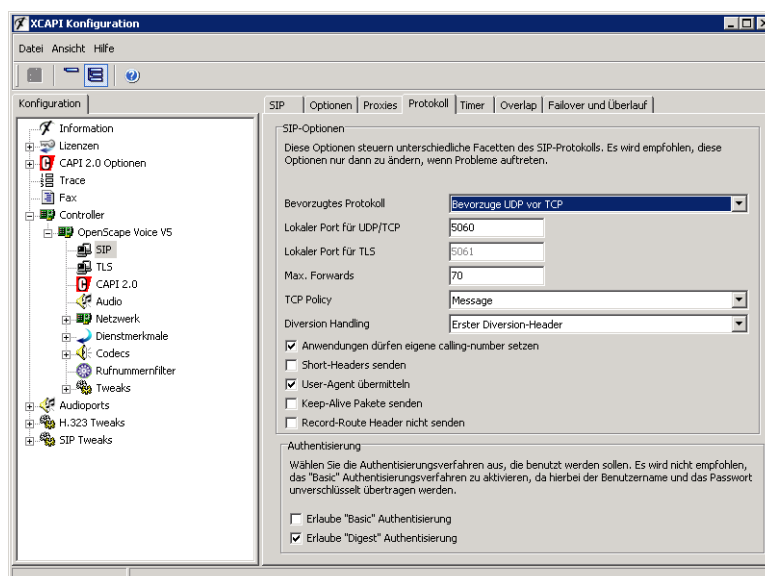 XCAPI Konfiguration
Datei Ansicht Hilfe
Konfiguration
Information
Lizenzen
CAPI 2.0 Optionen
Trace
Fax
Controller
OpenScape Voice V5
SIP
TLS
CAPI 2.0
Audio
Netzwerk
Dienstmerkmale
Codecs
Rufnummernfilter
Tweaks
Audioports
H.323 Tweaks
SIP Tweaks
SIP Optionen Proxies Protokoll Timer Overlap Failover und Überlauf
SIP-Optionen
Diese Optionen steuern unterschiedliche Facetten des SIP-Protokolls. Es wird empfohlen, diese
Optionen nur dann zu ändern, wenn Probleme auftreten.
Bevorzugtes Protokoll Bevorzuge UDP vor TCP
Lokaler Port für UDP/TCP 5060
Lokaler Port für TLS 5061
Max. Forwards 70
TCP Policy Message
Diversion Handling Erster Diversion-Header
Anwendungen dürfen eigene calling-number setzen
Short-Headers senden
User-Agent übermitteln
Keep-Alive Pakete senden
Record-Route Header nicht senden
Authentisierung
Wählen Sie die Authentisierungsverfahren aus, die benutzt werden sollen. Es wird nicht empfohlen,
das "Basic" Authentisierungsverfahren zu aktivieren, da hierbei der Benutzername und das Passwort
unverschlüsselt übertragen werden.
Erlaube "Basic" Authentisierung
Erlaube "Digest" Authentisierung